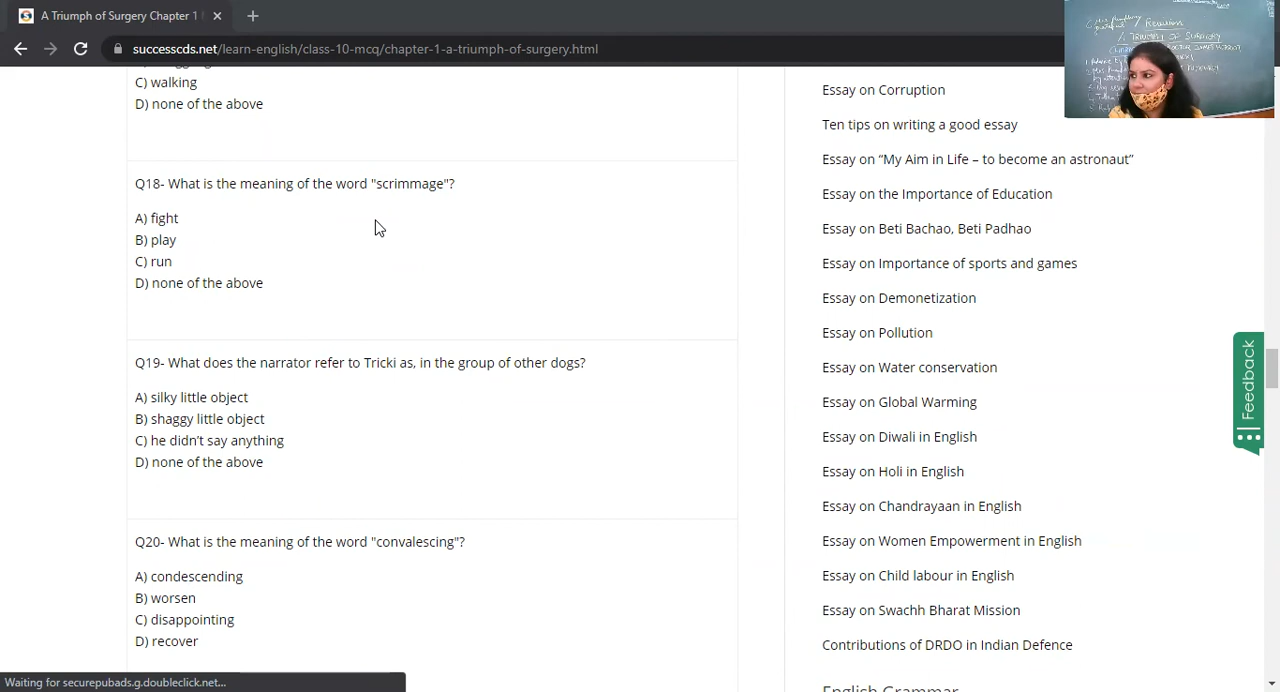 A Triumph of Surgery Chapter 1
successcds.net/learn-english/class-10-mcq/chapter-1-a-triumph-of-surgery.html
REVISION
A TRIUMPH OF SURGERY
C) walking
D) none of the above
Q18- What is the meaning of the word "scrimmage"?
A) fight
B) play
C) run
D) none of the above
Q19- What does the narrator refer to Tricki as, in the group of other dogs?
A) silky little object
B) shaggy little object
C) he didn’t say anything
D) none of the above
Q20- What is the meaning of the word "convalescing"?
A) condescending
B) worsen
C) disappointing
D) recover
Essay on Corruption
Ten tips on writing a good essay
Essay on “My Aim in Life – to become an astronaut”
Essay on the Importance of Education
Essay on Beti Bachao, Beti Padhao
Essay on Importance of sports and games
Essay on Demonetization
Essay on Pollution
Essay on Water conservation
Essay on Global Warming
Essay on Diwali in English
Essay on Holi in English
Essay on Chandrayaan in English
Essay on Women Empowerment in English
Essay on Child labour in English
Essay on Swachh Bharat Mission
Contributions of DRDO in Indian Defence
English Grammar
Feedback
Waiting for securepubads.g.doubleclick.net...